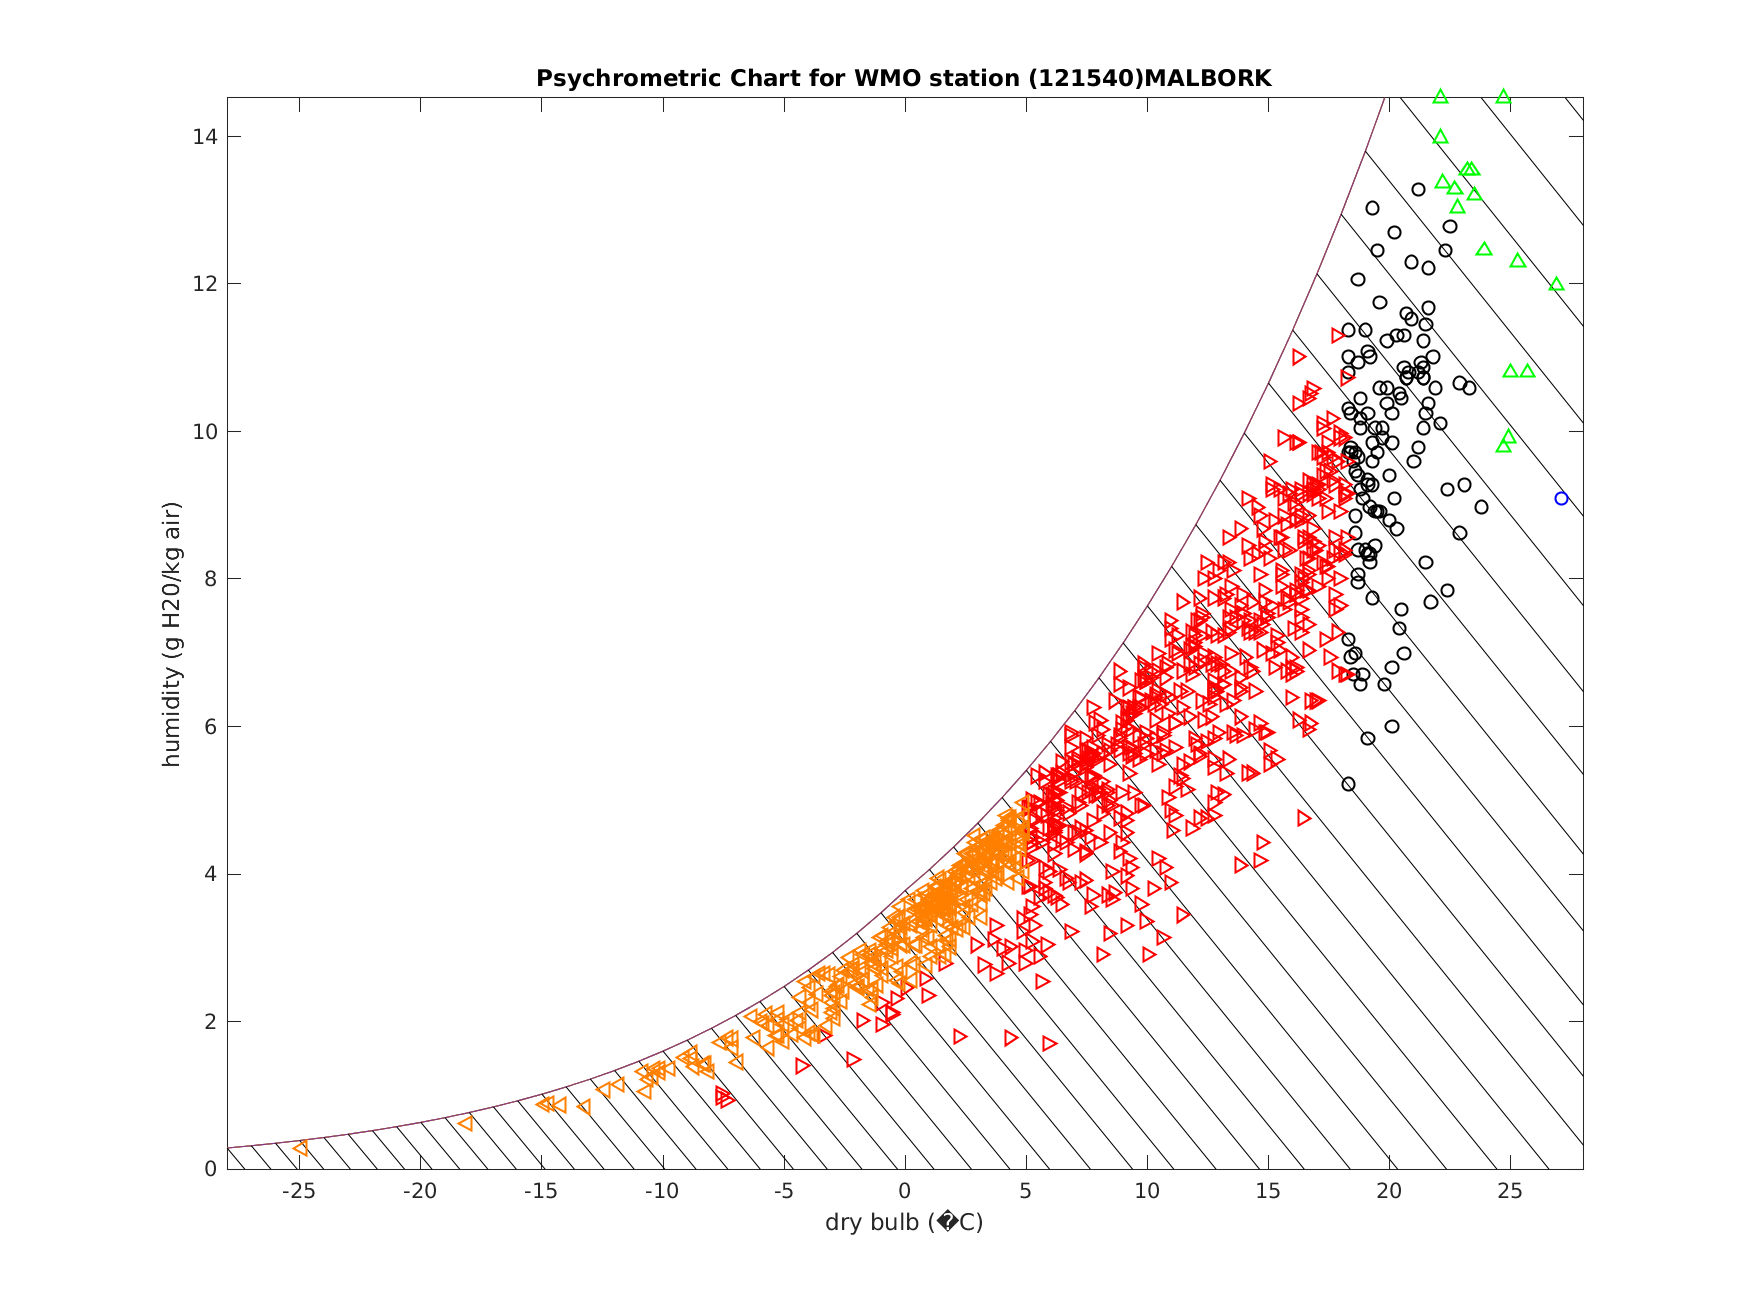 Psychrometric Chart for WMO station (121540)MALBORK
14
12
10
8
6
4
2
0
humidity (g H20/kg air)
-25 -20 -15 -10 -5 0 5 10 15 20 25
dry bulb (�C)